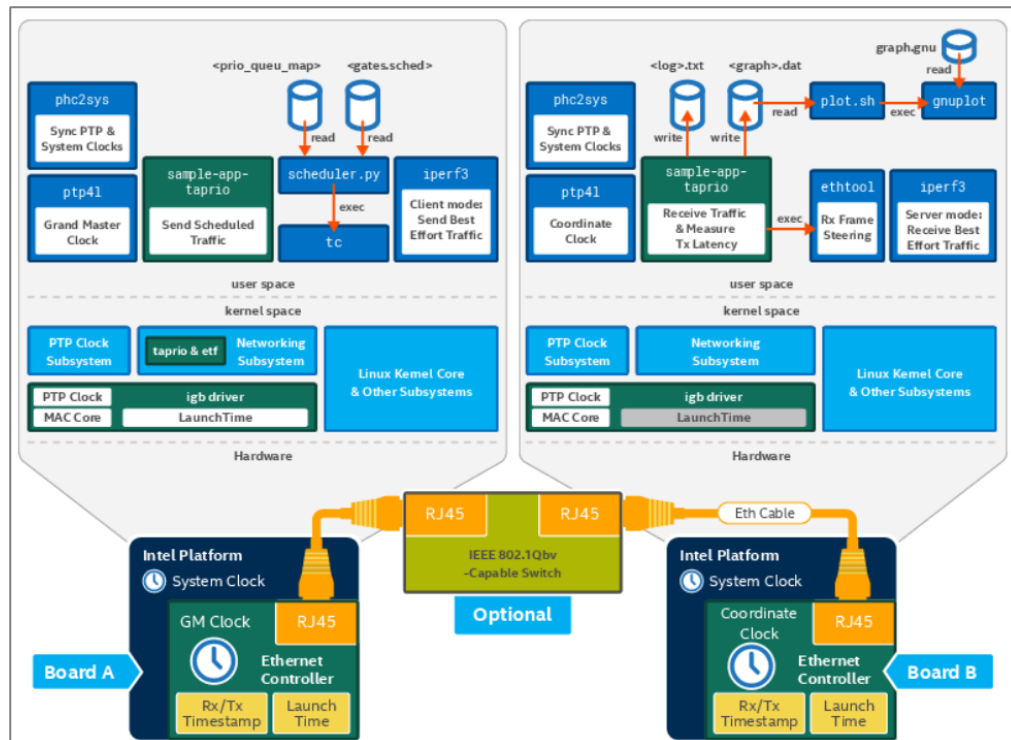 <prio_queu_map>
<gates.sched>
phc2sys
Sync PTP &
System Clocks
read
read
ptp4l
Grand Master
Clock
sample-app-
taprio
Send Scheduled
Traffic
scheduler.py
exec
tc
iperf3
Client mode:
Send Best
Effort Traffic
user space
kernel space
PTP Clock
Subsystem
taprio & etf
Networking
Subsystem
Linux Kernel Core
& Other Subsystems
PTP Clock
igb driver
MAC Core
LaunchTime
Hardware
graph.gnu
<log>.txt
<graph>.dat
read
phc2sys
Sync PTP &
System Clocks
plot.sh
gnuplot
read
exec
write
write
ptp4l
Coordinate
Clock
sample-app-
taprio
Receive Traffic
& Measure
Tx Latency
exec
ethtool
Rx Frame
Steering
iperf3
Server mode:
Receive Best
Effort Traffic
user space
kernel space
PTP Clock
Subsystem
Networking
Subsystem
Linux Kernel Core
& Other Subsystems
PTP Clock
igb driver
MAC Core
LaunchTime
Hardware
RJ45
RJ45
Eth Cable
IEEE 802.1Qbv
-Capable Switch
Optional
Intel Platform
System Clock
GM Clock
RJ45
Ethernet
Controller
Rx/Tx
Timestamp
Launch
Time
Board A
Intel Platform
System Clock
Coordinate
Clock
RJ45
Ethernet
Controller
Rx/Tx
Timestamp
Launch
Time
Board B